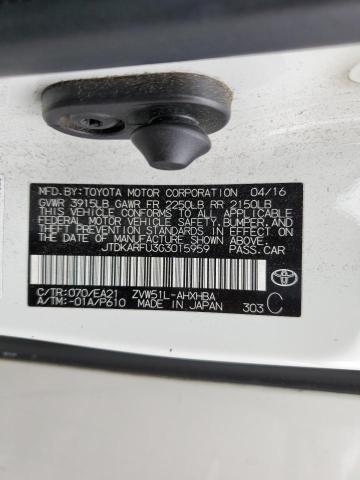 MFD. BY:TOYOTA MOTOR CORPORATION 04/16
GVWR 3915LB GAWR FR 2250LB RR 2150LB
THIS VEHICLE CONFORMS TO ALL APPLICABLE
FEDERAL MOTOR VEHICLE SAFETY, BUMPER, AND
THEFT PREVENTION STANDARDS IN EFFECT ON THE
DATE OF MANUFACTURE SHOWN ABOVE.
JTDKARFU3G3015959 PASS.CAR
C/TR:070/EA21 ZVW51L-AHXHBA
A/TM:-01A/P610 MADE IN JAPAN 303 C